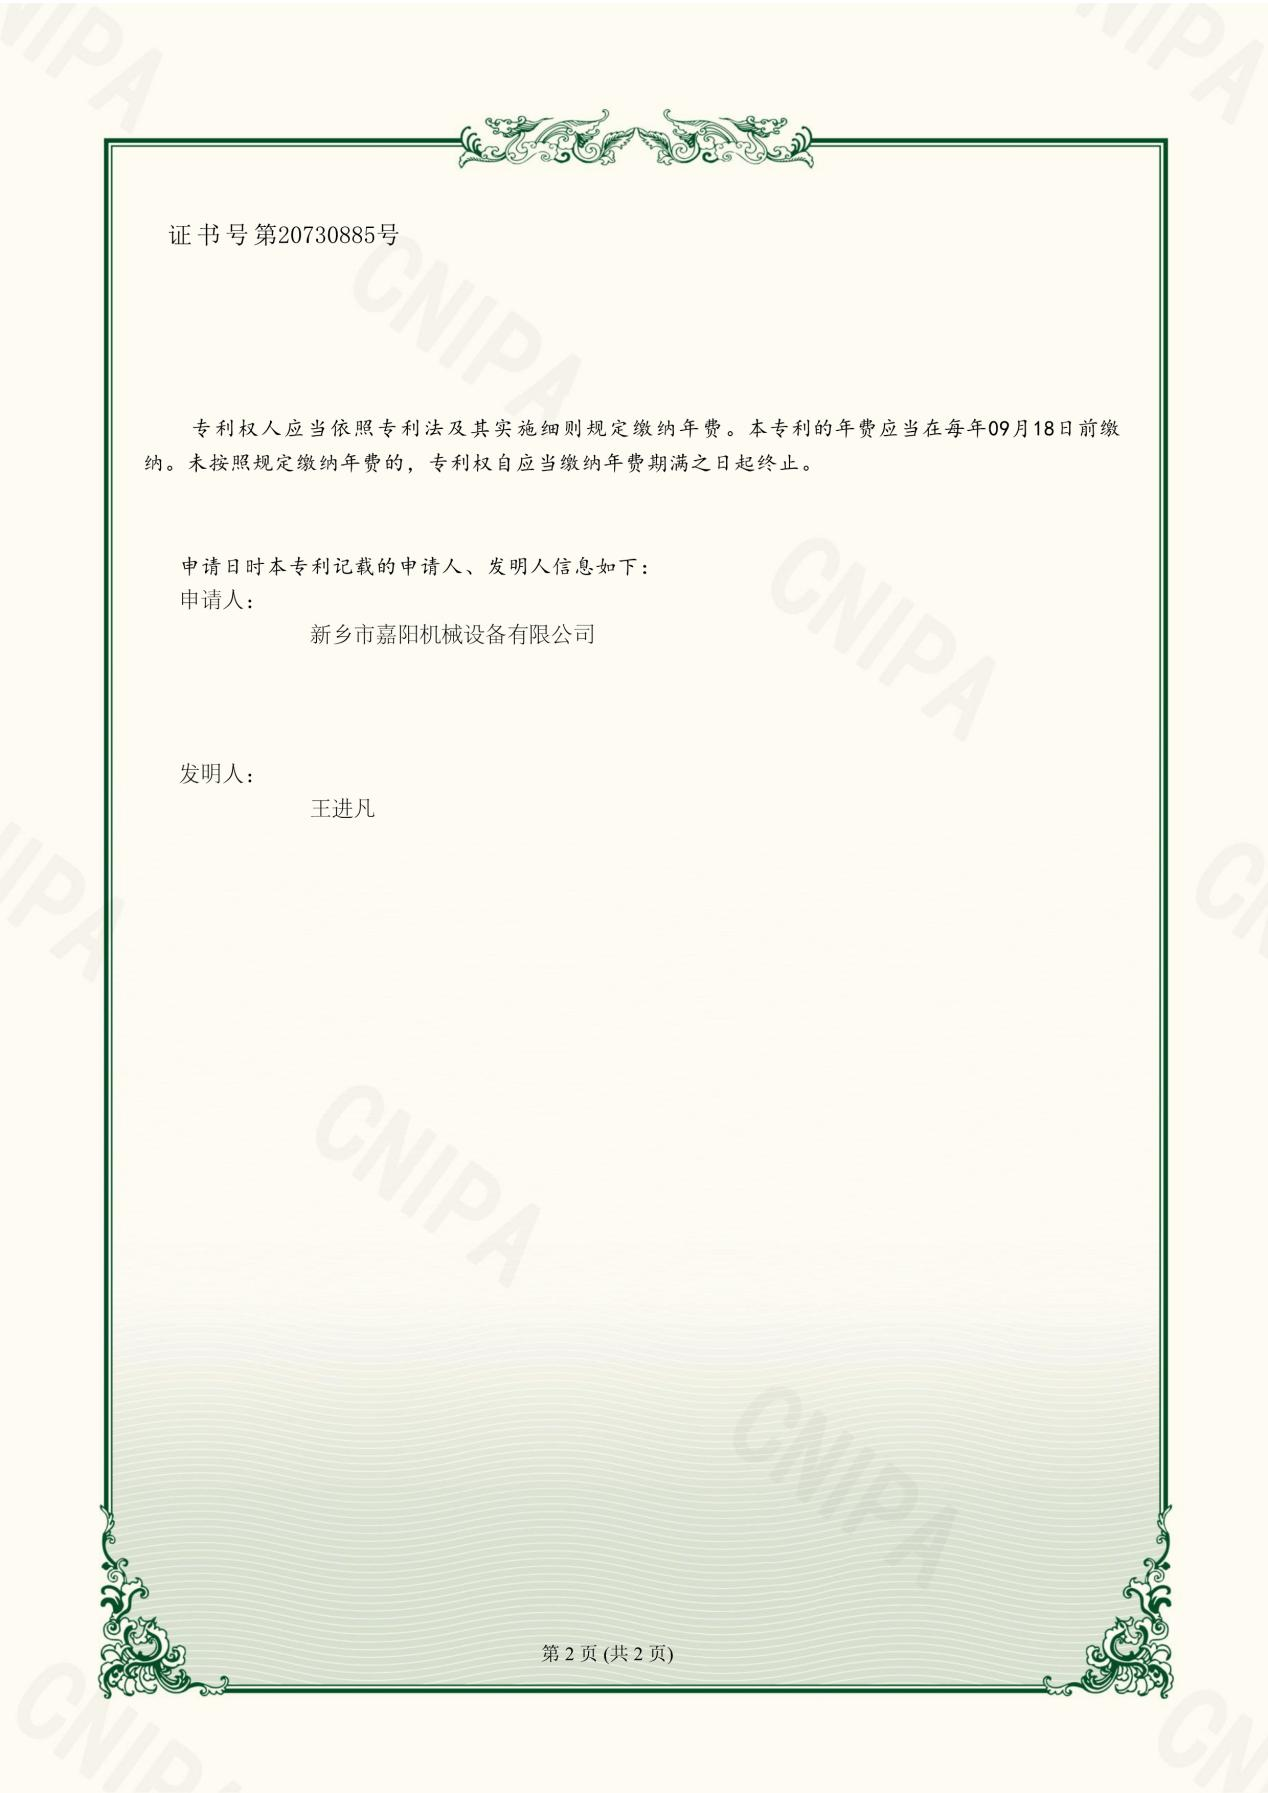 证书号第20730885号
专利权人应当依照专利法及其实施细则规定缴纳年费。本专利的年费应当在每年09月18日前缴
纳。未按照规定缴纳年费的，专利权自应当缴纳年费期满之日起终止。
申请日时本专利记载的申请人、发明人信息如下：
申请人：
新乡市嘉阳机械设备有限公司
发明人：
王进凡
第 2 页 (共 2 页)
CNIPA
CNIPA
CNIPA
CNIPA
CNIPA